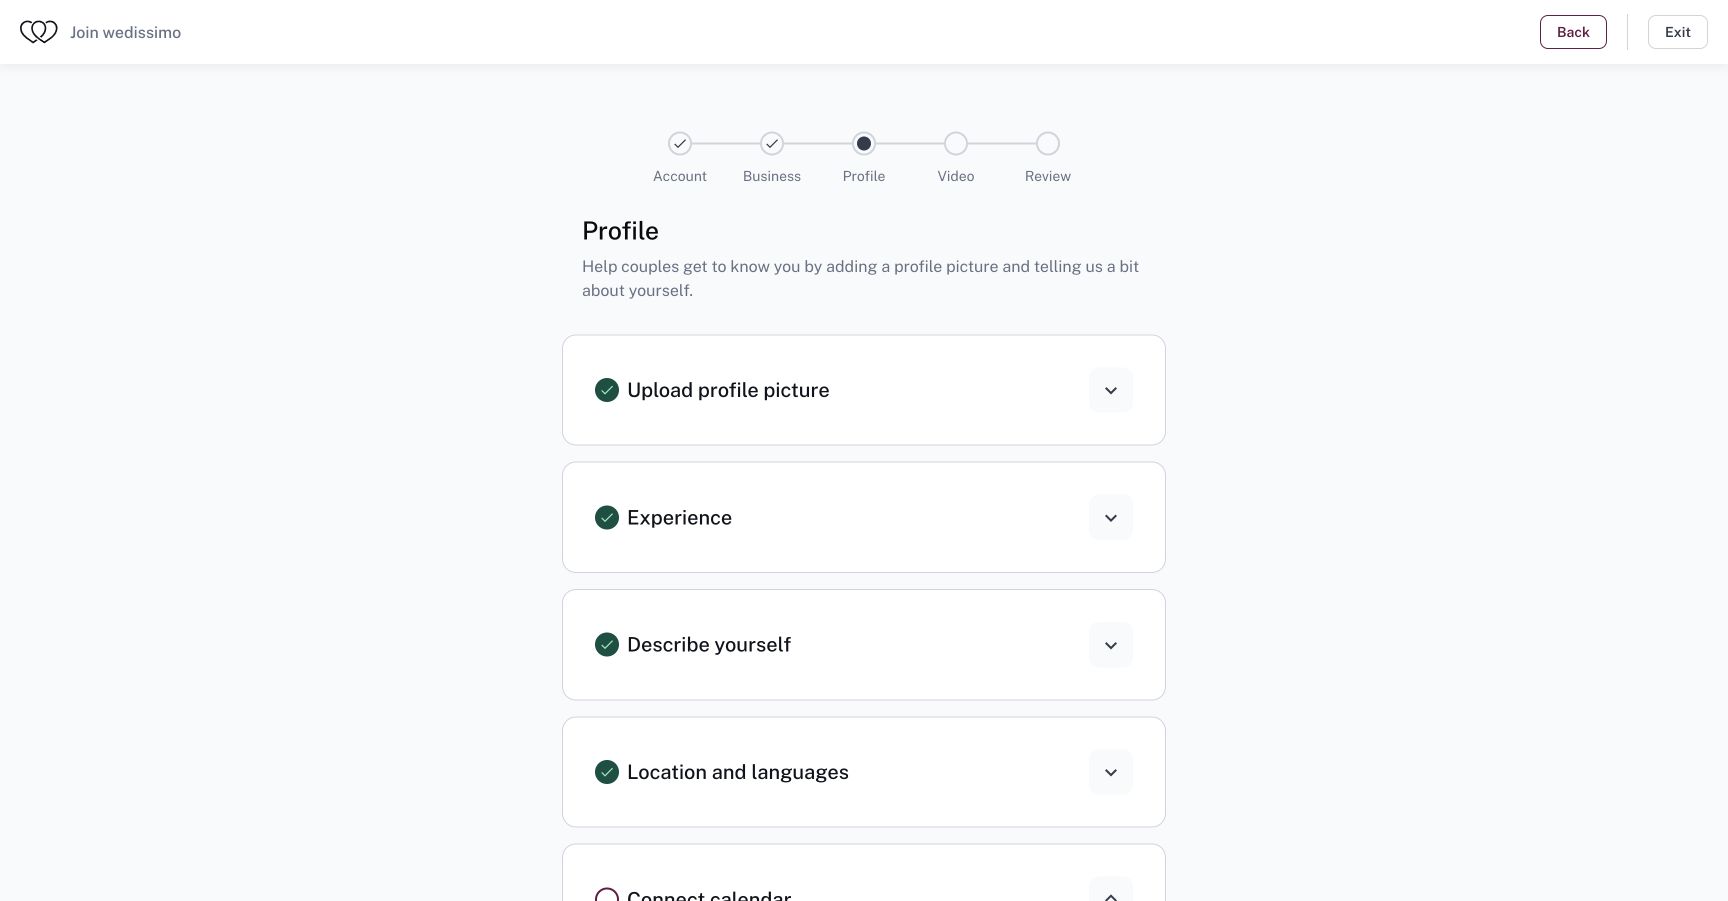 Join wedissimo
Back
Exit
Account
Business
Profile
Video
Review
Profile
Help couples get to know you by adding a profile picture and telling us a bit
about yourself.
Upload profile picture
Experience
Describe yourself
Location and languages
Connect calendar